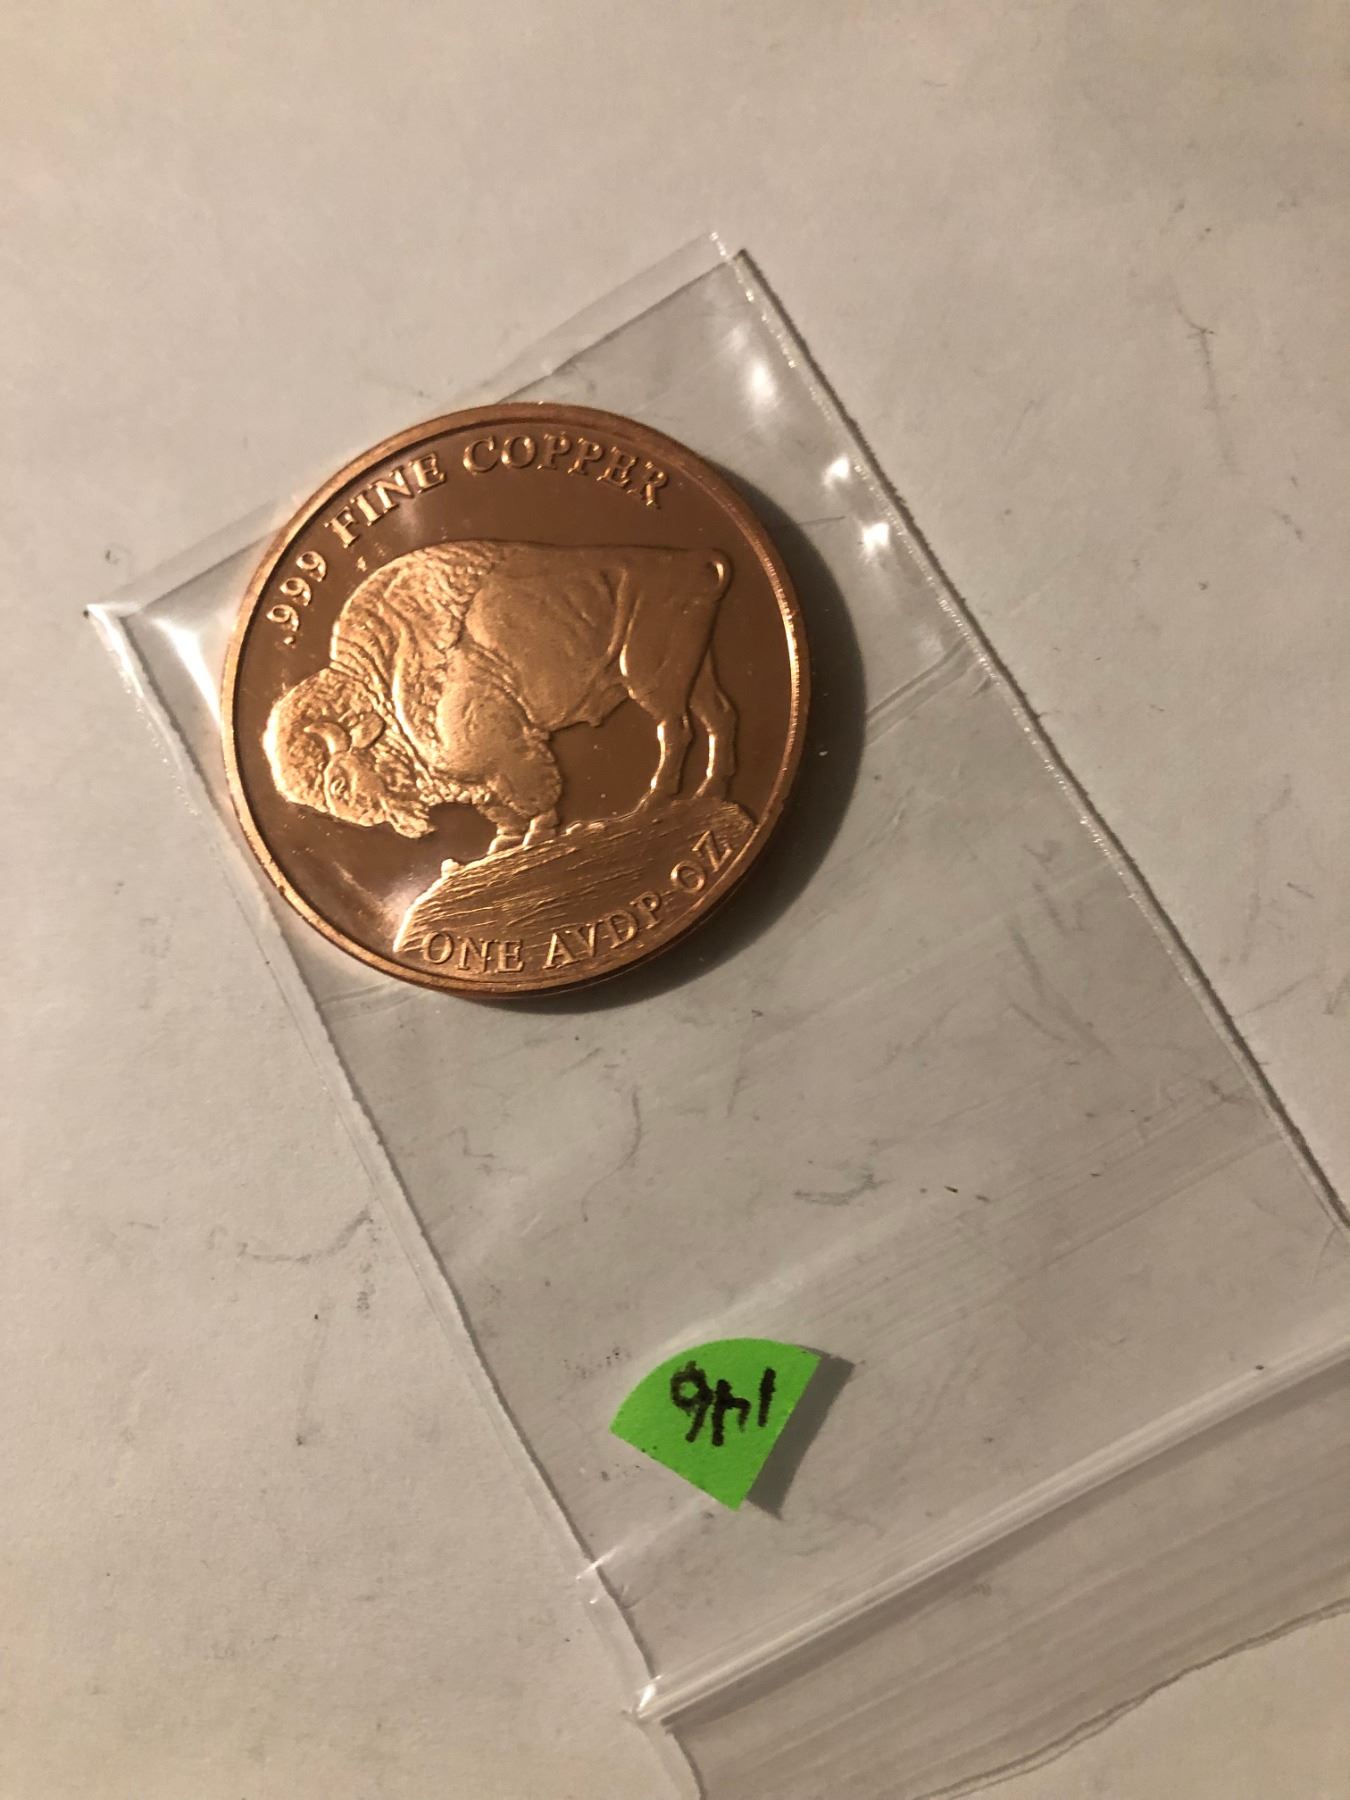 .999 FINE COPPER
ONE AVDP OZ
146